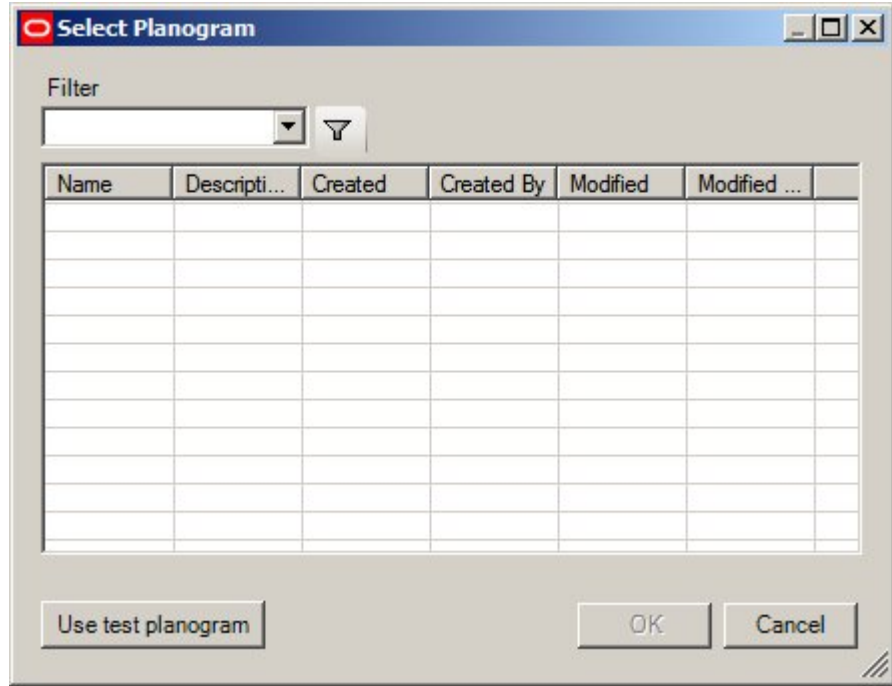 Select Planogram
Filter
Name Descripti... Created Created By Modified Modified ...
Use test planogram OK Cancel